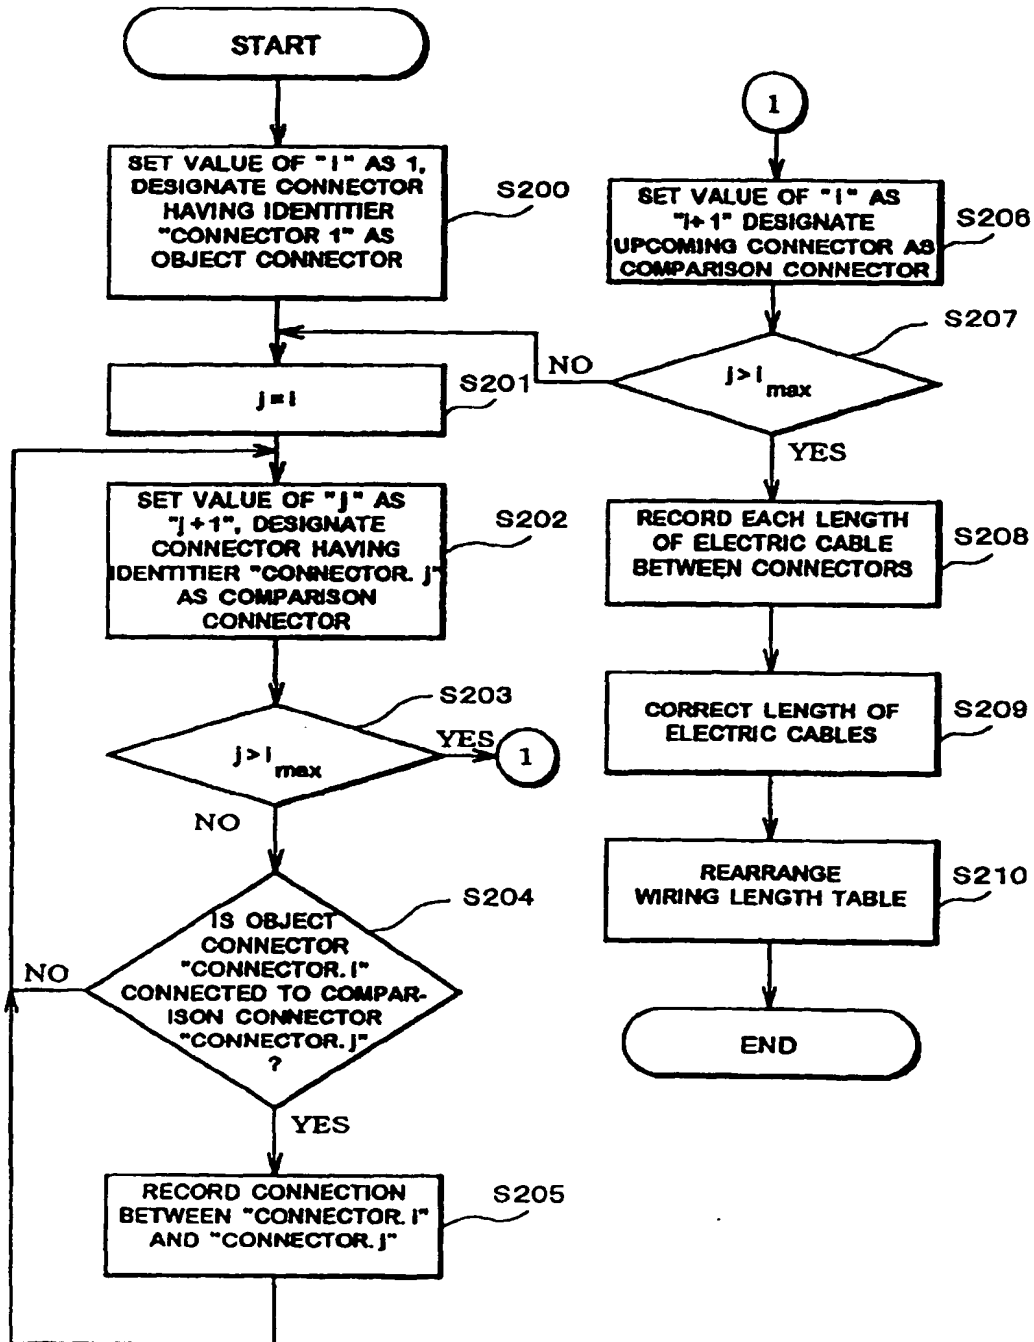 START
SET VALUE OF "i" AS 1,
DESIGNATE CONNECTOR
HAVING IDENTITIER
"CONNECTOR 1" AS
OBJECT CONNECTOR
S200
j=i
S201
SET VALUE OF "j" AS
"j+1", DESIGNATE
CONNECTOR HAVING
IDENTITIER "CONNECTOR. j"
AS COMPARISON
CONNECTOR
S202
S203
j>i max
YES
1
NO
S204
IS OBJECT
CONNECTOR
"CONNECTOR. i"
CONNECTED TO COMPAR-
ISON CONNECTOR
"CONNECTOR. j"
?
NO
YES
RECORD CONNECTION
BETWEEN "CONNECTOR. i"
AND "CONNECTOR. j"
S205
1
SET VALUE OF "i" AS
"i+1" DESIGNATE
UPCOMING CONNECTOR AS
COMPARISON CONNECTOR
S206
S207
j>i max
NO
YES
RECORD EACH LENGTH
OF ELECTRIC CABLE
BETWEEN CONNECTORS
S208
CORRECT LENGTH OF
ELECTRIC CABLES
S209
REARRANGE
WIRING LENGTH TABLE
S210
END